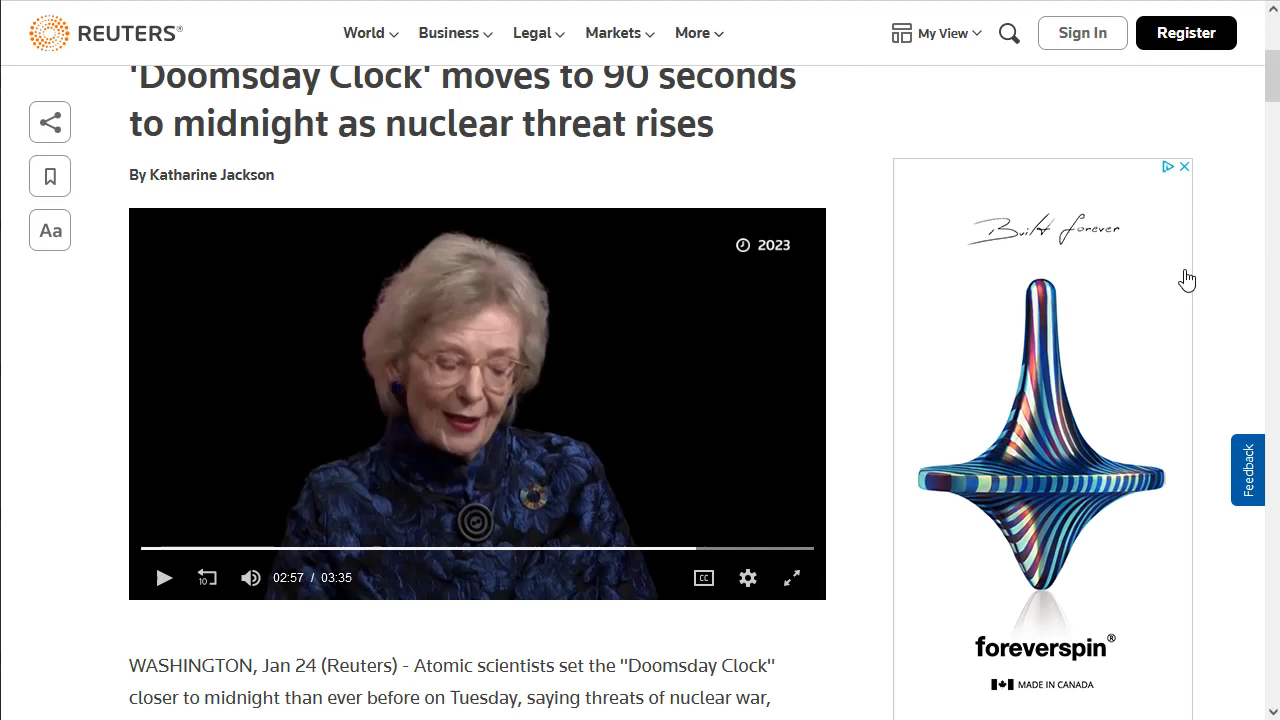 REUTERS®
World
Business
Legal
Markets
More
My View
Sign In
Register
'Doomsday Clock' moves to 90 seconds
to midnight as nuclear threat rises
By Katharine Jackson
Aa
2023
10
02:57 / 03:35
CC
WASHINGTON, Jan 24 (Reuters) - Atomic scientists set the "Doomsday Clock"
closer to midnight than ever before on Tuesday, saying threats of nuclear war,
Built forever
foreverspin®
MADE IN CANADA
Feedback